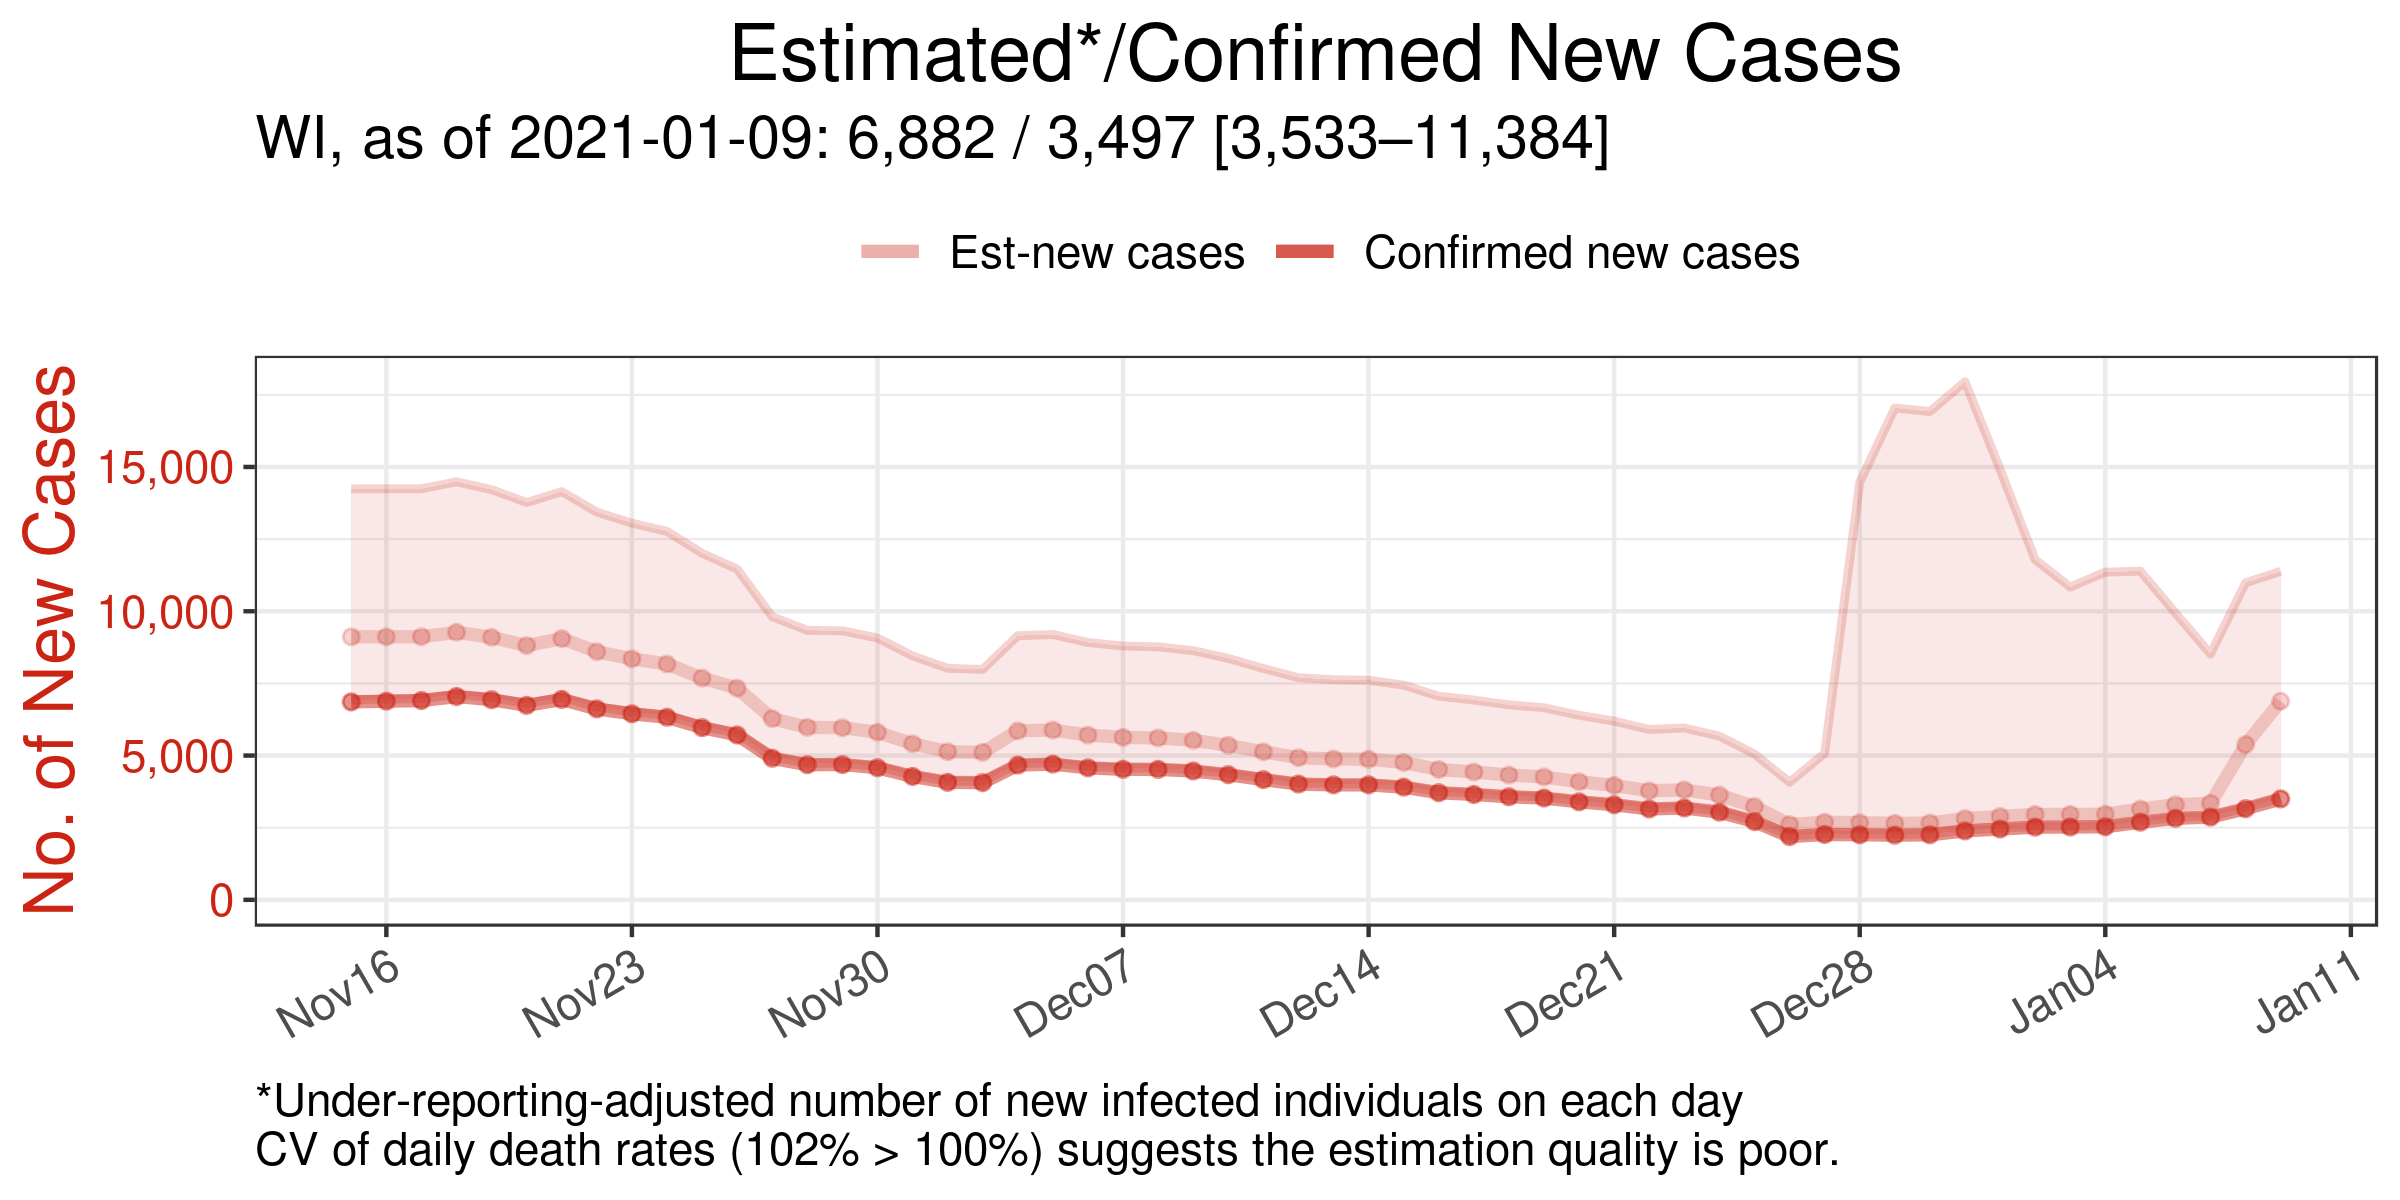 Estimated*/Confirmed New Cases
WI, as of 2021-01-09: 6,882 / 3,497 [3,533–11,384]
Est-new cases
Confirmed new cases
No. of New Cases
15,000
10,000
5,000
0
Nov16
Nov23
Nov30
Dec07
Dec14
Dec21
Dec28
Jan04
Jan11
*Under-reporting-adjusted number of new infected individuals on each day
CV of daily death rates (102% > 100%) suggests the estimation quality is poor.